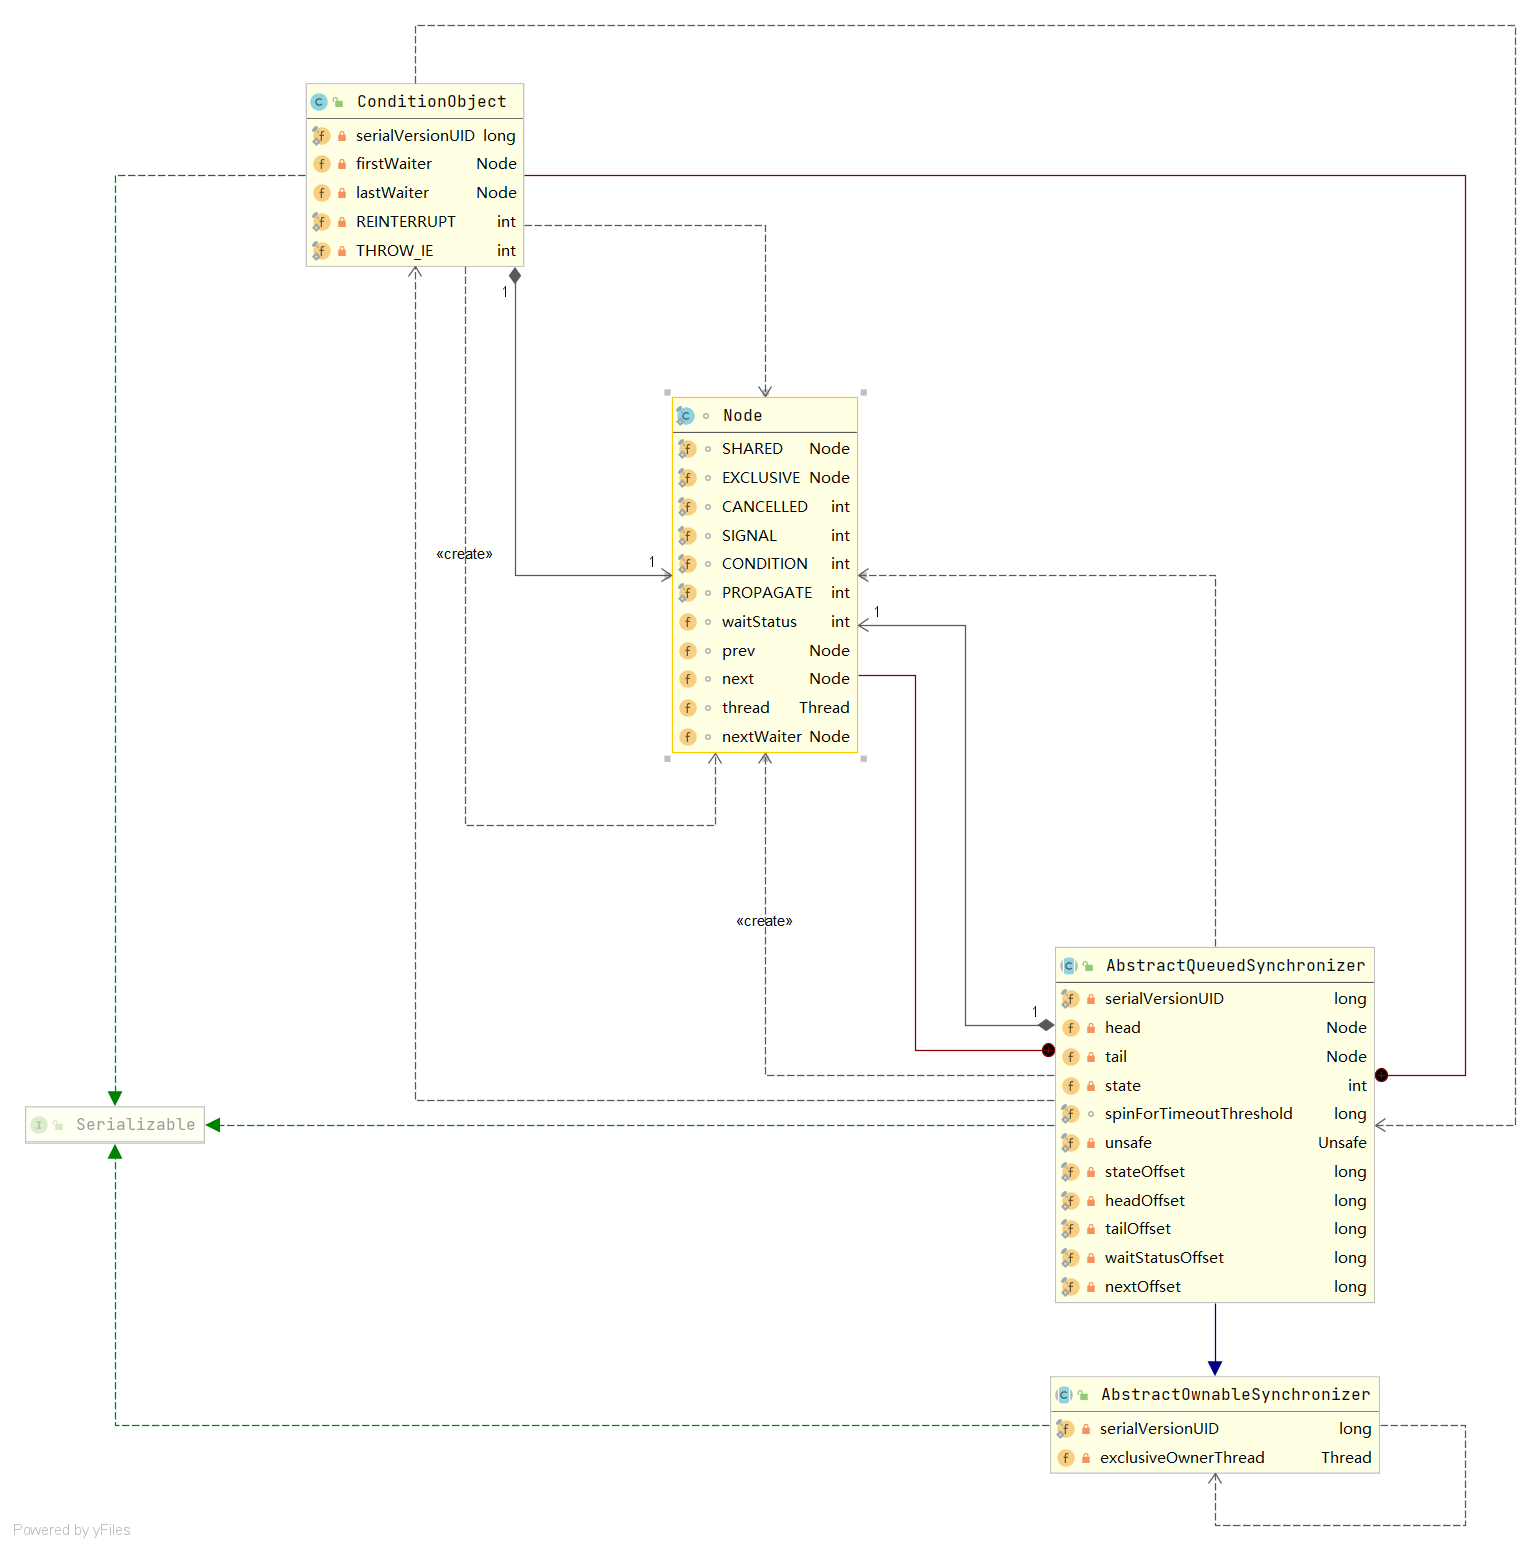 ConditionObject
serialVersionUID long
firstWaiter Node
lastWaiter Node
REINTERRUPT int
THROW_IE int
1
Node
SHARED Node
EXCLUSIVE Node
CANCELLED int
SIGNAL int
CONDITION int
PROPAGATE int
waitStatus int
prev Node
next Node
thread Thread
nextWaiter Node
«create»
1
1
«create»
1
AbstractQueuedSynchronizer
serialVersionUID long
head Node
tail Node
state int
spinForTimeoutThreshold long
unsafe Unsafe
stateOffset long
headOffset long
tailOffset long
waitStatusOffset long
nextOffset long
Serializable
AbstractOwnableSynchronizer
serialVersionUID long
exclusiveOwnerThread Thread
Powered by yFiles